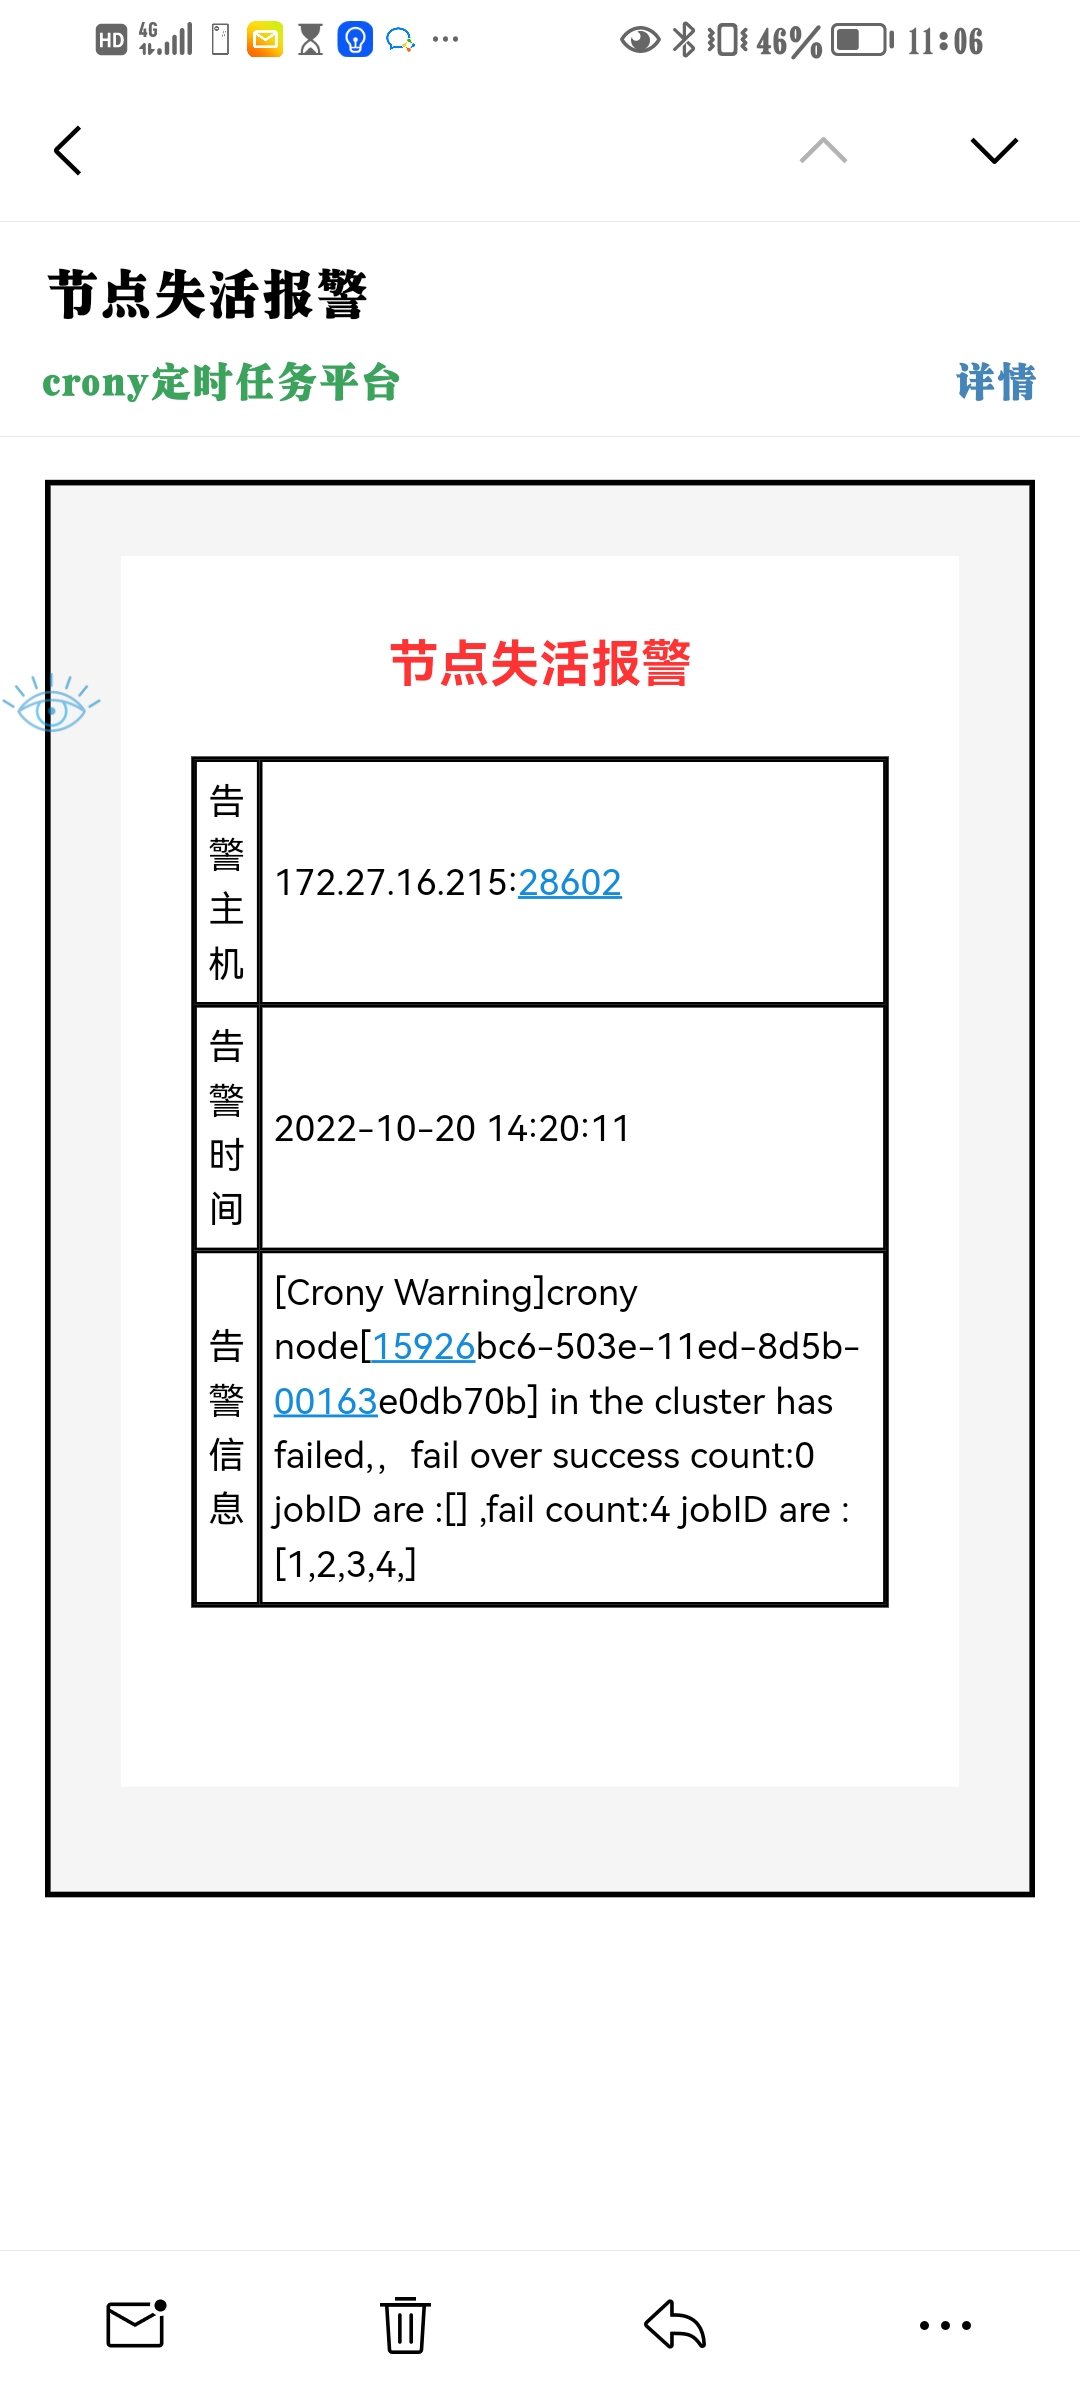 HD 4G 46% 11:06
节点失活报警
crony定时任务平台 详情
节点失活报警
告警主机 172.27.16.215:28602
告警时间 2022-10-20 14:20:11
告警信息 [Crony Warning]crony
node[15926bc6-503e-11ed-8d5b-
00163e0db70b] in the cluster has
failed,，fail over success count:0
jobID are :[] ,fail count:4 jobID are :
[1,2,3,4,]